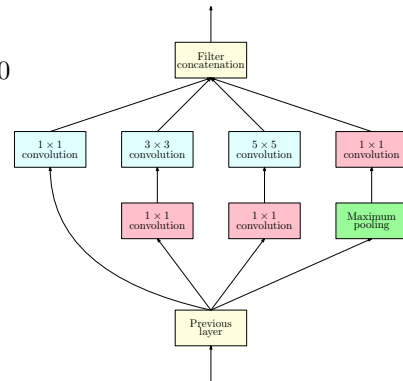 Filter
concatenation
0
1 × 1
convolution
3 × 3
convolution
5 × 5
convolution
1 × 1
convolution
1 × 1
convolution
1 × 1
convolution
Maximum
pooling
Previous
layer